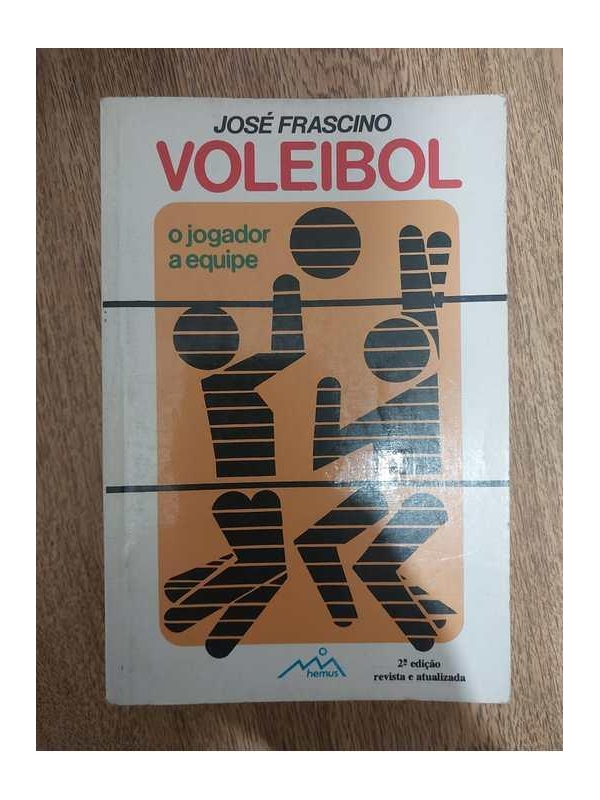 JOSÉ FRASCINO
VOLEIBOL
o jogador
a equipe
hemus
2ª edição
revista e atualizada